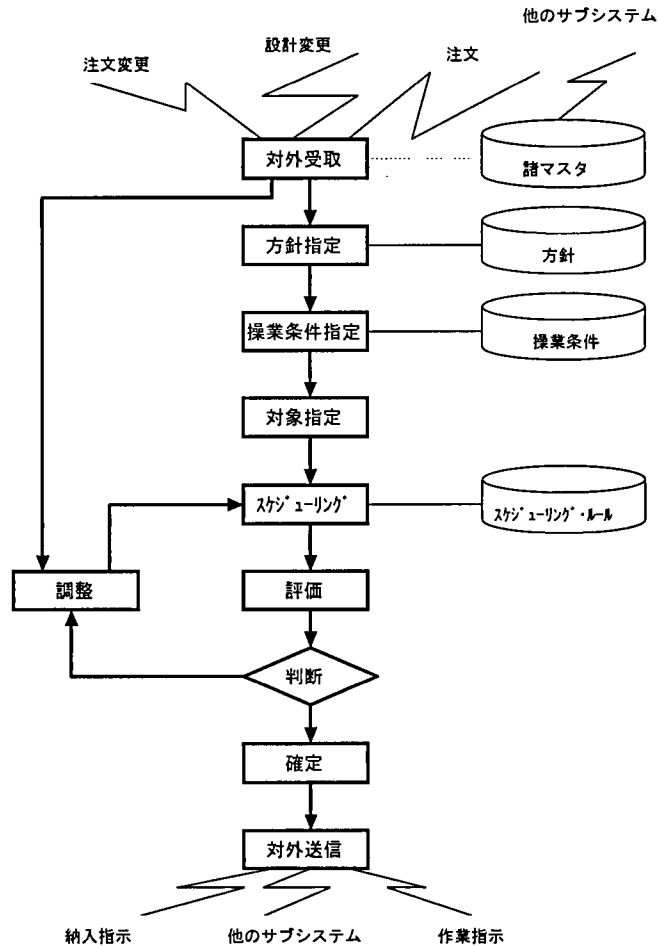 他のサブシステム
設計変更
注文
注文変更
対外受取
諸マスタ
方針指定
方針
操業条件指定
操業条件
対象指定
スケジューリング
スケジューリング・ルール
調整
評価
判断
確定
対外送信
納入指示
他のサブシステム
作業指示